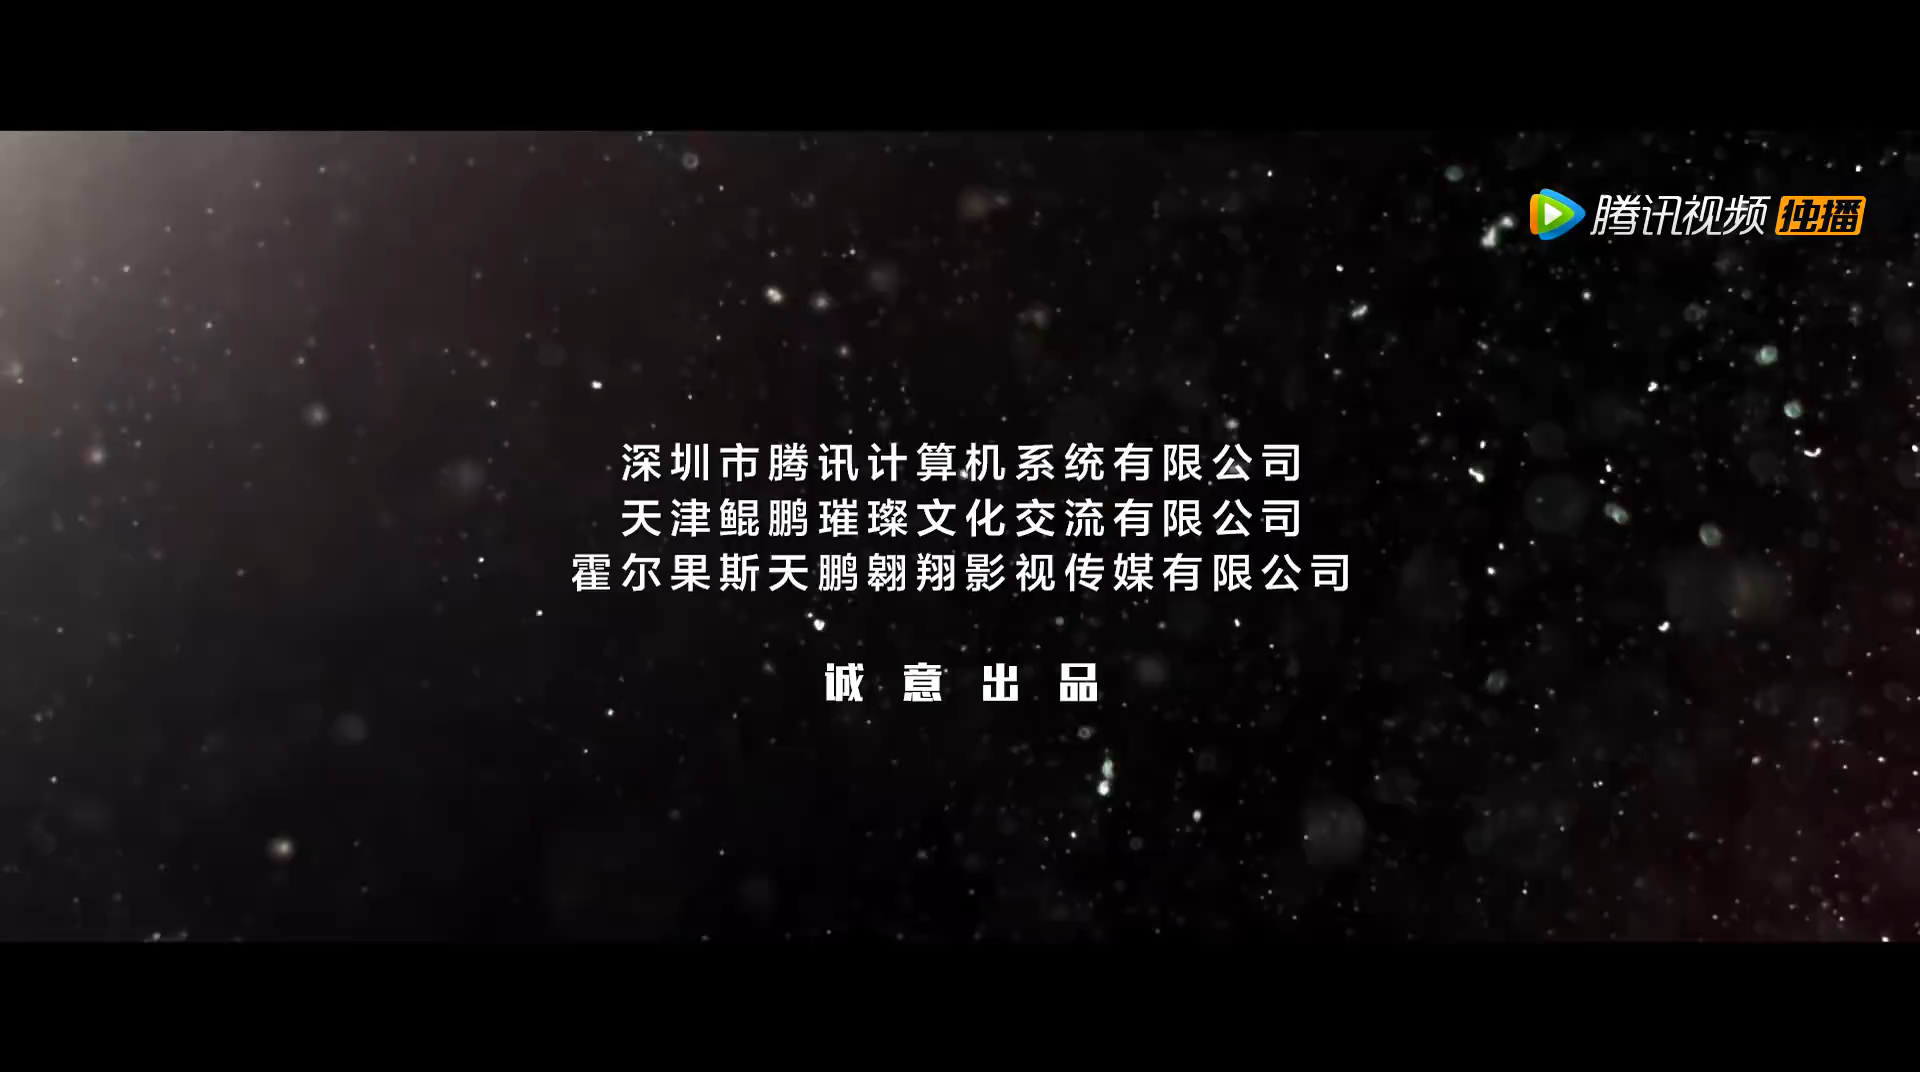 腾讯视频 独播
深圳市腾讯计算机系统有限公司
天津鲲鹏璀璨文化交流有限公司
霍尔果斯天鹏翱翔影视传媒有限公司
诚意出品